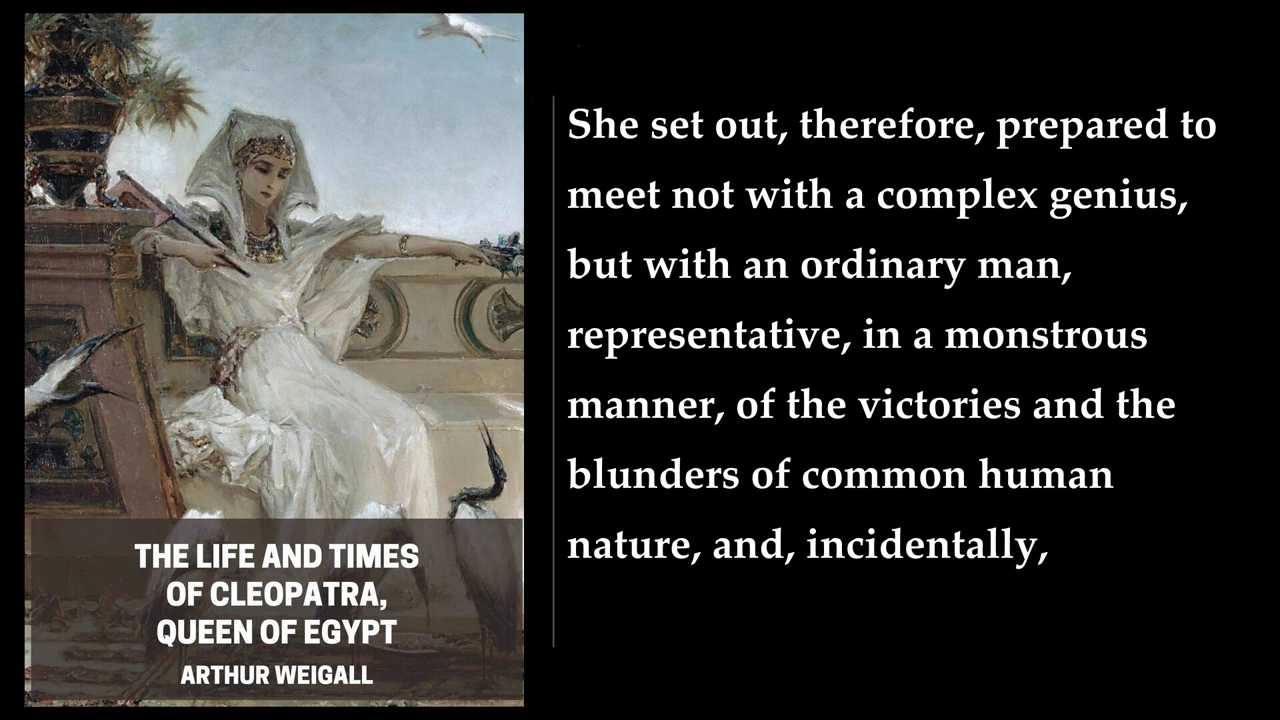 THE LIFE AND TIMES
OF CLEOPATRA,
QUEEN OF EGYPT
ARTHUR WEIGALL
She set out, therefore, prepared to
meet not with a complex genius,
but with an ordinary man,
representative, in a monstrous
manner, of the victories and the
blunders of common human
nature, and, incidentally,